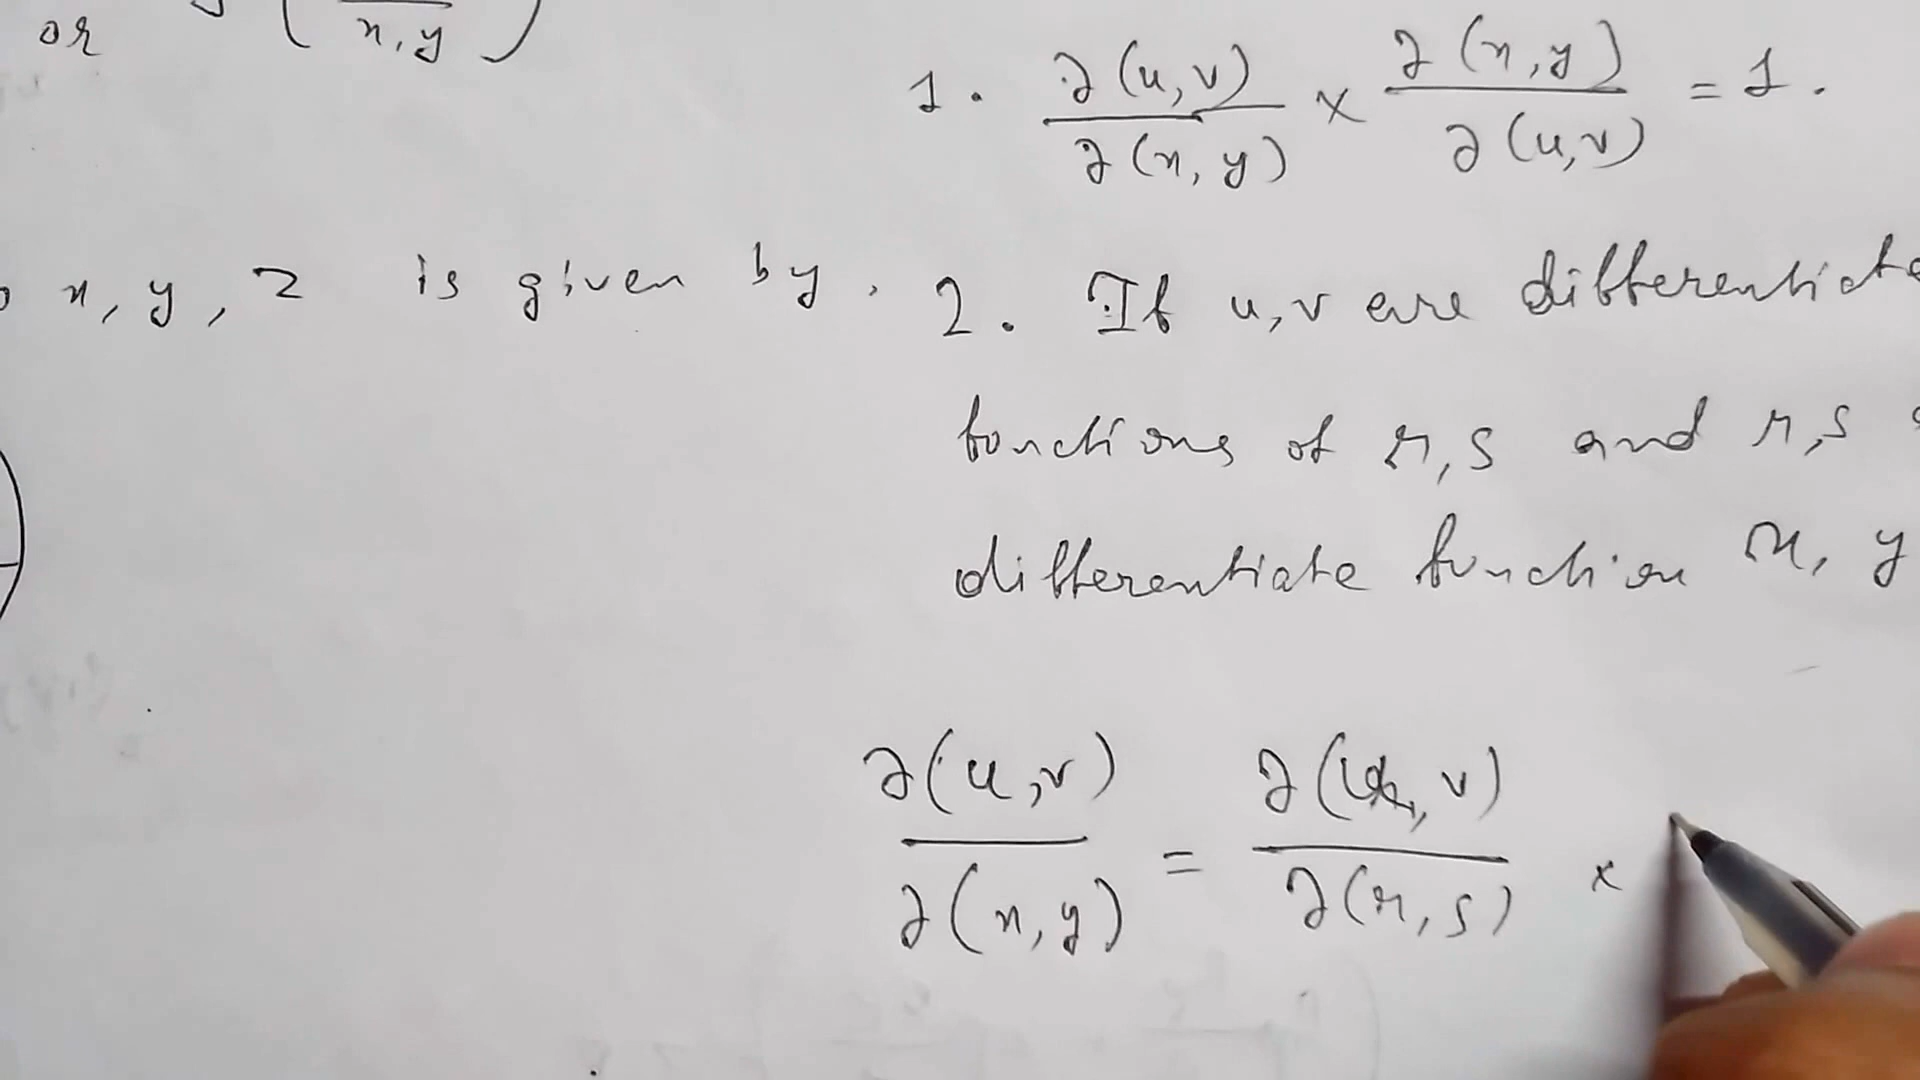 or J ( / x, y )
1. ∂(u, v) / ∂(x, y) × ∂(x, y) / ∂(u, v) = 1.
x, y, z is given by.
2. If u, v are differentiate
functions of r, s and r, s
differentiate function x, y
∂(u, v) / ∂(x, y) = ∂(u, v) / ∂(r, s) ×